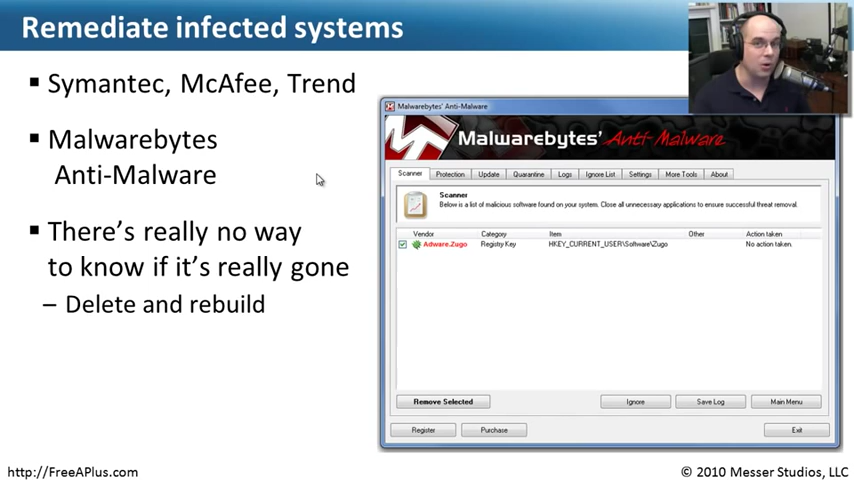 Remediate infected systems
▪ Symantec, McAfee, Trend
▪ Malwarebytes
Anti-Malware
▪ There's really no way
to know if it's really gone
– Delete and rebuild
Malwarebytes' Anti-Malware
Malwarebytes' Anti-Malware
Scanner Protection Update Quarantine Logs Ignore List Settings More Tools About
Scanner
Below is a list of malicious software found on your system. Close all unnecessary applications to ensure successful threat removal.
Vendor Category Item Other Action taken
Adware.Zugo Registry Key HKEY_CURRENT_USER\Software\Zugo No action taken.
Remove Selected Ignore Save Log Main Menu
Register Purchase Exit
http://FreeAPlus.com © 2010 Messer Studios, LLC